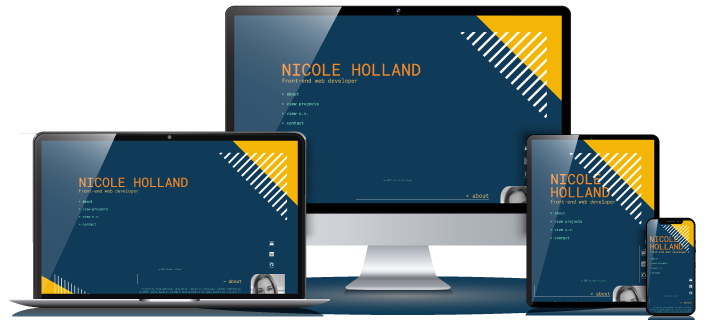 NICOLE HOLLAND
front-end web developer
> about
> view projects
> view c.v.
> contact
> about
NICOLE HOLLAND
front-end web developer
> about
> view projects
> view c.v.
> contact
> about
NICOLE
HOLLAND
front-end web developer
> about
> view projects
> view c.v.
> contact
> about
NICOLE
HOLLAND
front-end web developer